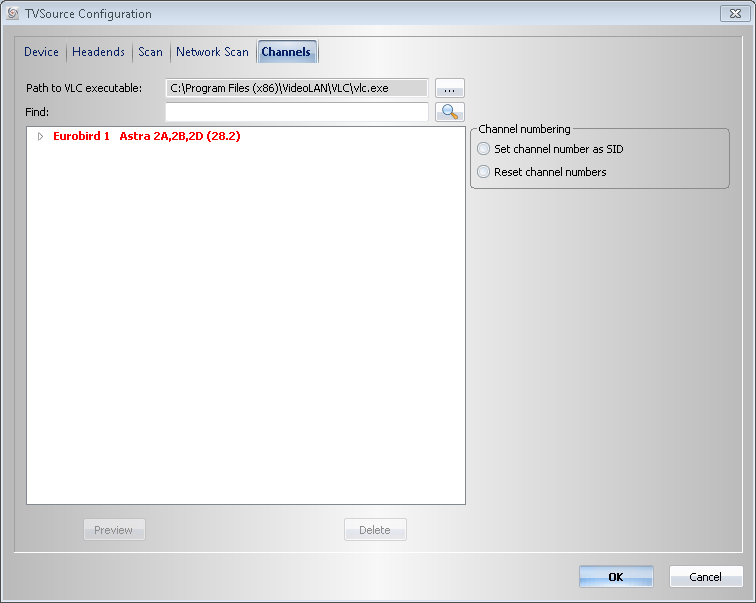 TVSource Configuration
Device Headends Scan Network Scan Channels
Path to VLC executable: C:\Program Files (x86)\VideoLAN\VLC\vlc.exe ...
Find:
Eurobird 1 Astra 2A,2B,2D (28.2)
Channel numbering
Set channel number as SID
Reset channel numbers
Preview Delete
OK Cancel